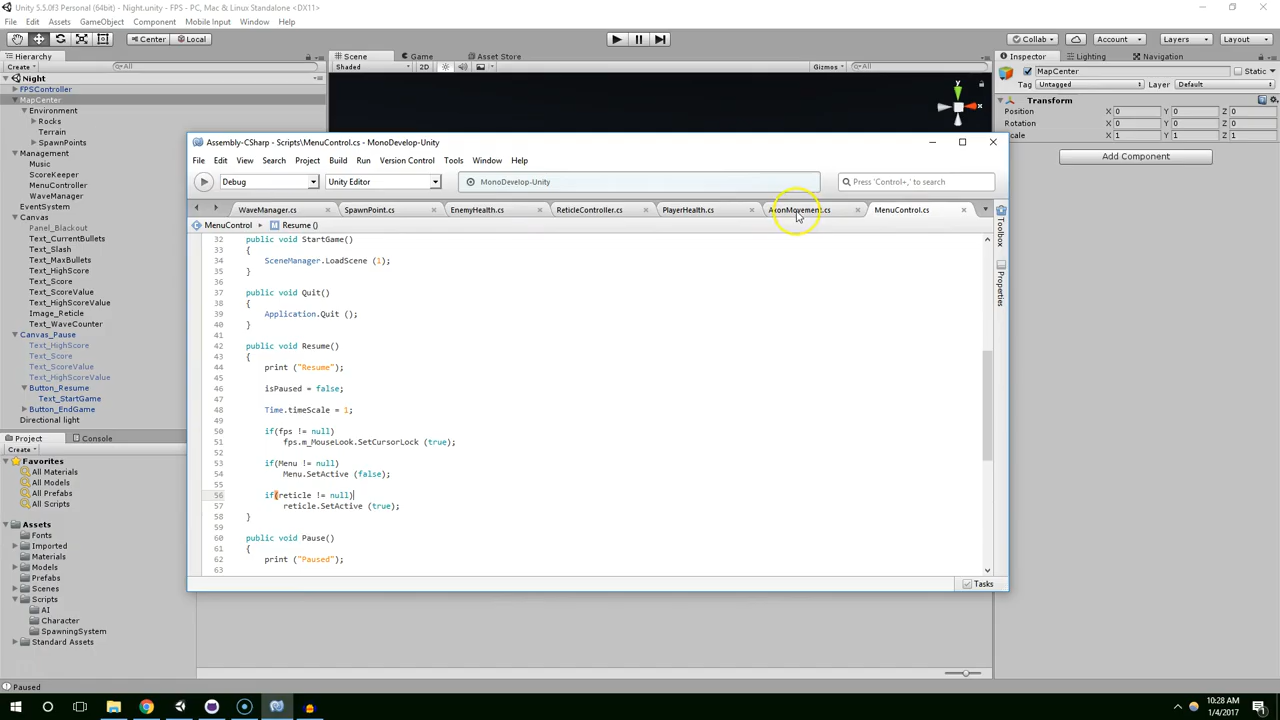 Unity 5.5.0f3 Personal (64bit) - Night.unity - FPS - PC, Mac & Linux Standalone <DX11>
File Edit Assets GameObject Component Mobile Input Window Help
Center Local Collab Account Layers Layout
Hierarchy
Create All
Night
FPSController
MapCenter
Environment
Rocks
Terrain
SpawnPoints
Management
Music
ScoreKeeper
MenuController
WaveManager
EventSystem
Canvas
Panel_Blackout
Text_CurrentBullets
Text_Slash
Text_MaxBullets
Text_HighScore
Text_Score
Text_ScoreValue
Text_HighScoreValue
Image_Reticle
Text_WaveCounter
Canvas_Pause
Text_HighScore
Text_Score
Text_ScoreValue
Text_HighScoreValue
Button_Resume
Text_StartGame
Button_EndGame
Directional light
Project Console
Create
Favorites
All Materials
All Models
All Prefabs
All Scripts
Assets
Fonts
Imported
Materials
Models
Prefabs
Scenes
Scripts
AI
Character
SpawningSystem
Standard Assets
Paused
Scene Game Asset Store
Shaded 2D Gizmos All
y
x
Assembly-CSharp - Scripts\MenuControl.cs - MonoDevelop-Unity
File Edit View Search Project Build Run Version Control Tools Window Help
Debug Unity Editor MonoDevelop-Unity Press 'Control+,' to search
WaveManager.cs SpawnPoint.cs EnemyHealth.cs ReticleController.cs PlayerHealth.cs MenuControl.cs
MenuControl Resume ()
32 public void StartGame()
33 {
34 SceneManager.LoadScene (1);
35 }
36
37 public void Quit()
38 {
39 Application.Quit ();
40 }
41
42 public void Resume()
43 {
44 print ("Resume");
45
46 isPaused = false;
47
48 Time.timeScale = 1;
49
50 if(fps != null)
51 fps.m_MouseLook.SetCursorLock (true);
52
53 if(Menu != null)
54 Menu.SetActive (false);
55
56 if(reticle != null)
57 reticle.SetActive (true);
58 }
59
60 public void Pause()
61 {
62 print ("Paused");
63
Toolbox
Properties
Tasks
Inspector Lighting Navigation
MapCenter Static
Tag Untagged Layer Default
Transform
Position X 0 Y 0 Z 0
Rotation X 0 Y 0 Z 0
Scale X 1 Y 1 Z 1
Add Component
10:28 AM
1/4/2017